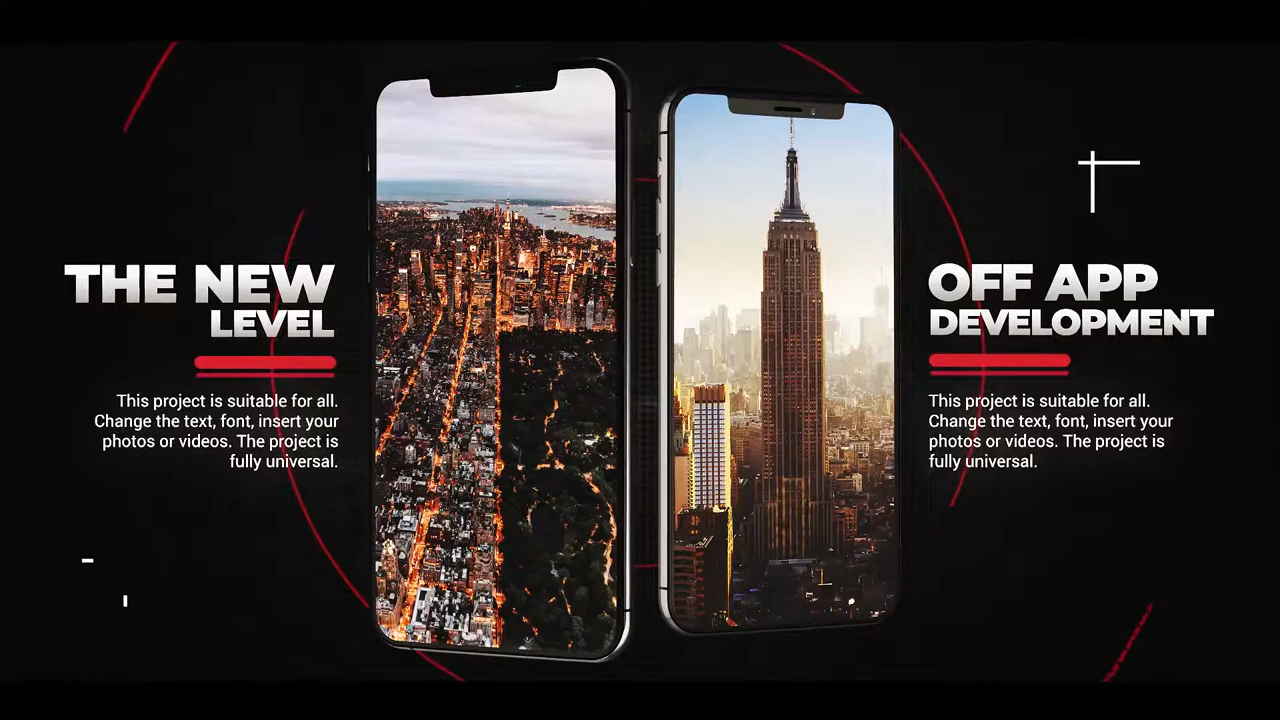 THE NEW
LEVEL
This project is suitable for all.
Change the text, font, insert your
photos or videos. The project is
fully universal.
OFF APP
DEVELOPMENT
This project is suitable for all.
Change the text, font, insert your
photos or videos. The project is
fully universal.